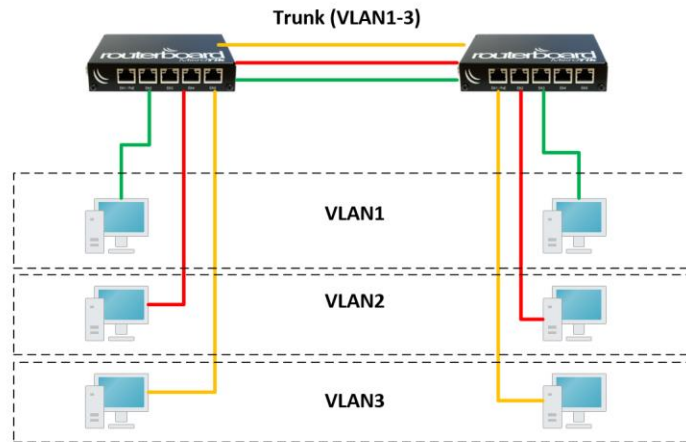 Trunk (VLAN1-3)
routerboard
routerboard
VLAN1
VLAN2
VLAN3